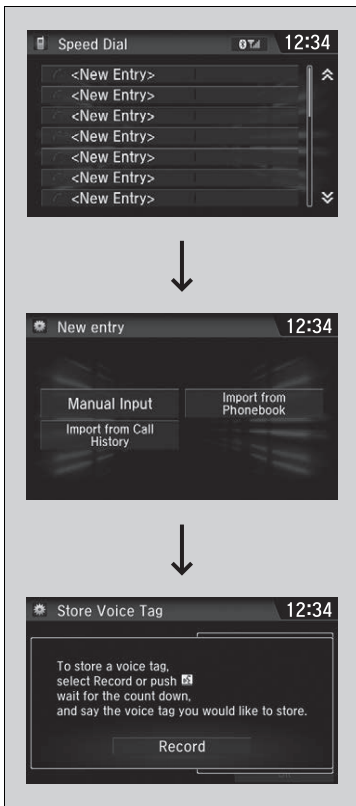 Speed Dial 12:34
<New Entry>
<New Entry>
<New Entry>
<New Entry>
<New Entry>
<New Entry>
<New Entry>
New entry 12:34
Manual Input
Import from
Phonebook
Import from Call
History
Store Voice Tag 12:34
To store a voice tag,
select Record or push
wait for the count down,
and say the voice tag you would like to store.
Record